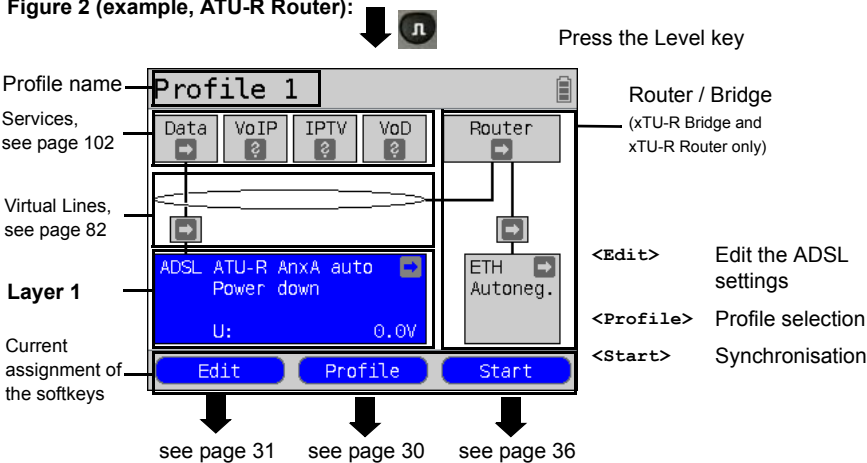 Figure 2 (example, ATU-R Router):
Press the Level key
Profile name
Profile 1
Router / Bridge
(xTU-R Bridge and
xTU-R Router only)
Services,
see page 102
Data
VoIP
IPTV
VoD
Router
Virtual Lines,
see page 82
Layer 1
ADSL ATU-R AnxA auto
Power down
U: 0.0V
ETH
Autoneg.
<Edit> Edit the ADSL
settings
<Profile> Profile selection
<Start> Synchronisation
Current
assignment of
the softkeys
Edit
Profile
Start
see page 31
see page 30
see page 36